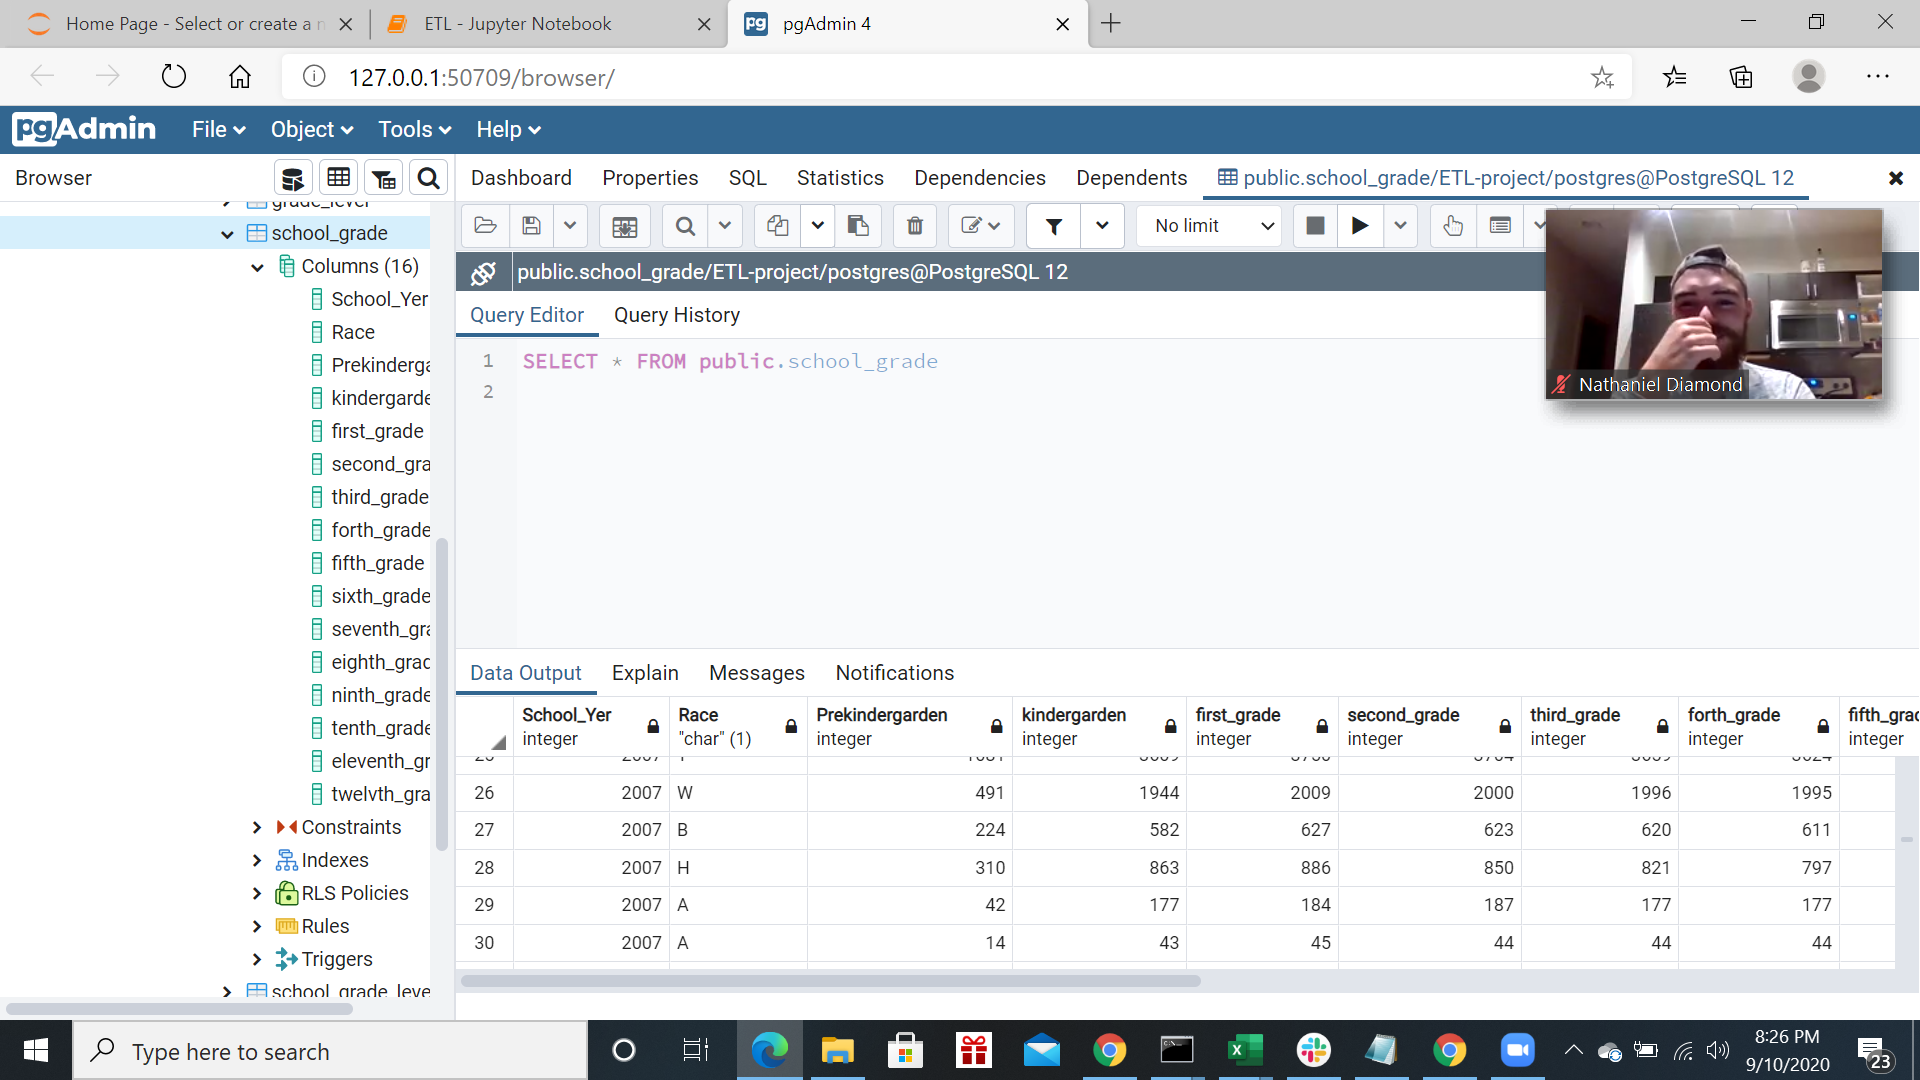 Home Page - Select or create a n
ETL - Jupyter Notebook
pgAdmin 4
127.0.0.1:50709/browser/
pgAdmin
File
Object
Tools
Help
Browser
Dashboard
Properties
SQL
Statistics
Dependencies
Dependents
public.school_grade/ETL-project/postgres@PostgreSQL 12
grade_level
school_grade
Columns (16)
School_Yer
Race
Prekinderga
kindergarde
first_grade
second_gra
third_grade
forth_grade
fifth_grade
sixth_grade
seventh_gra
eighth_grad
ninth_grade
tenth_grade
eleventh_gr
twelvth_gra
Constraints
Indexes
RLS Policies
Rules
Triggers
school_grade_leve
No limit
public.school_grade/ETL-project/postgres@PostgreSQL 12
Query Editor
Query History
1 SELECT * FROM public.school_grade
2
Nathaniel Diamond
Data Output
Explain
Messages
Notifications
School_Yer Race Prekindergarden kindergarden first_grade second_grade third_grade forth_grade fifth_grad
integer "char" (1) integer integer integer integer integer integer integer
26 2007 W 491 1944 2009 2000 1996 1995
27 2007 B 224 582 627 623 620 611
28 2007 H 310 863 886 850 821 797
29 2007 A 42 177 184 187 177 177
30 2007 A 14 43 45 44 44 44
Type here to search
8:26 PM
9/10/2020
23